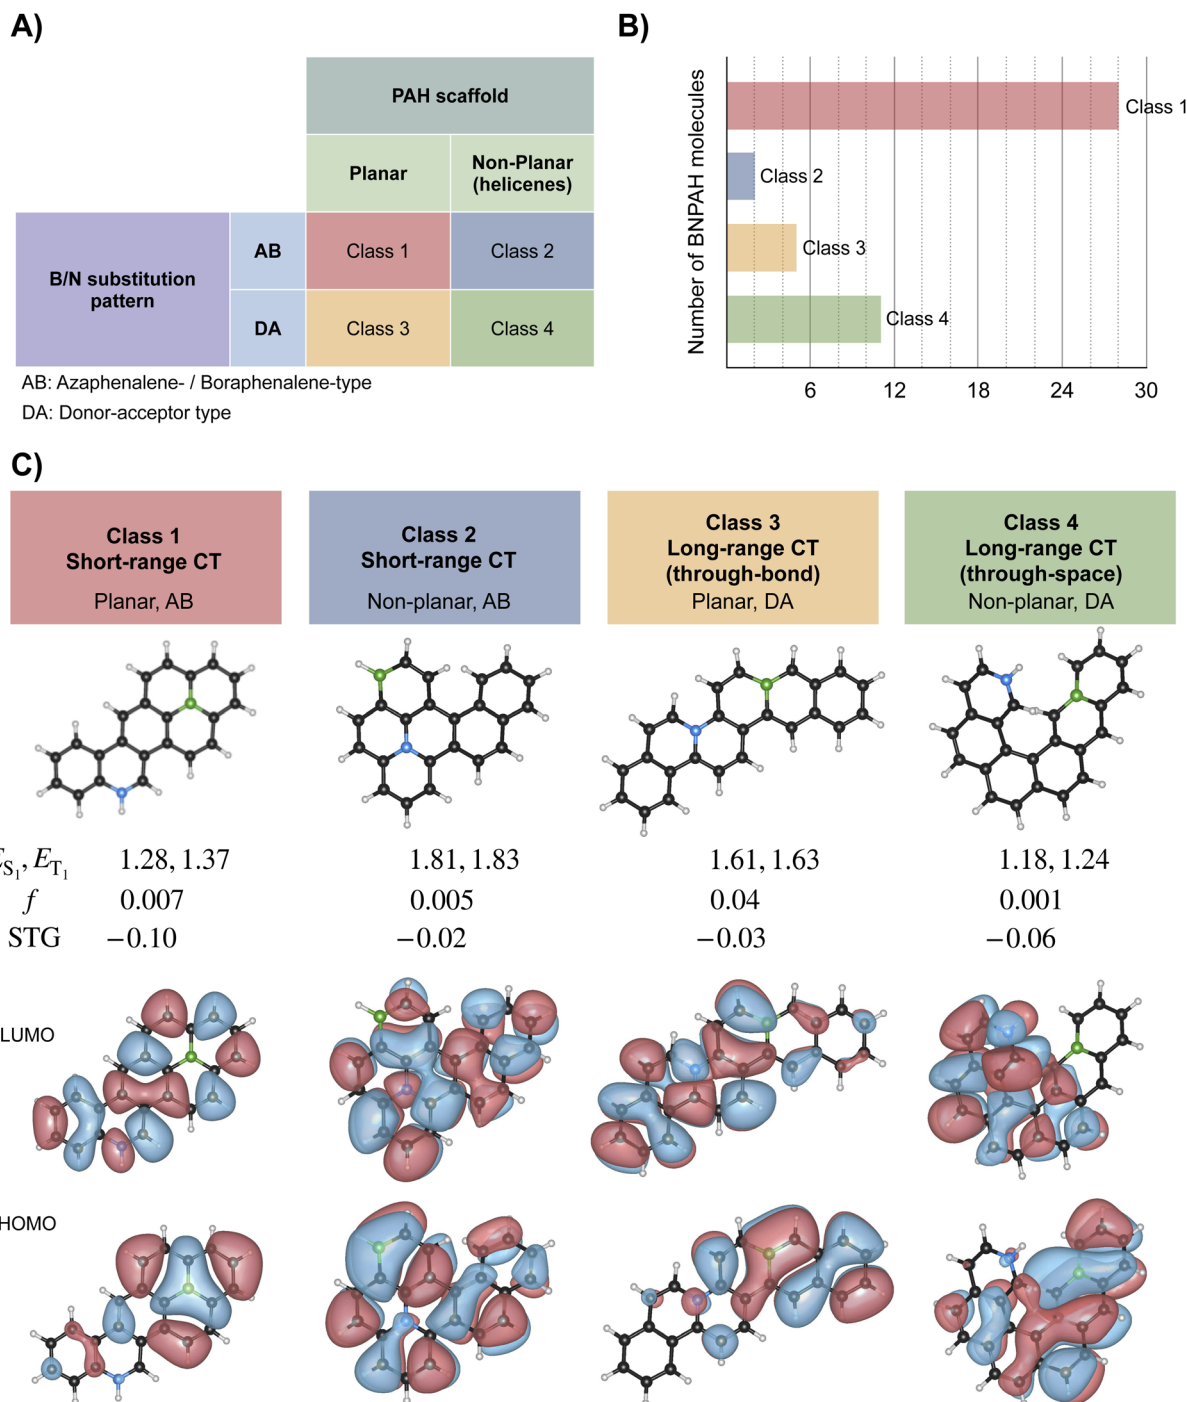 A)
PAH scaffold
Planar
Non-Planar
(helicenes)
B/N substitution
pattern
AB
Class 1
Class 2
DA
Class 3
Class 4
AB: Azaphenalene- / Boraphenalene-type
DA: Donor-acceptor type
B)
Number of BNPAH molecules
Class 1
Class 2
Class 3
Class 4
6 12 18 24 30
C)
Class 1
Short-range CT
Planar, AB
Class 2
Short-range CT
Non-planar, AB
Class 3
Long-range CT
(through-bond)
Planar, DA
Class 4
Long-range CT
(through-space)
Non-planar, DA
E_S₁, E_T₁ 1.28, 1.37 1.81, 1.83 1.61, 1.63 1.18, 1.24
f 0.007 0.005 0.04 0.001
STG −0.10 −0.02 −0.03 −0.06
LUMO
HOMO